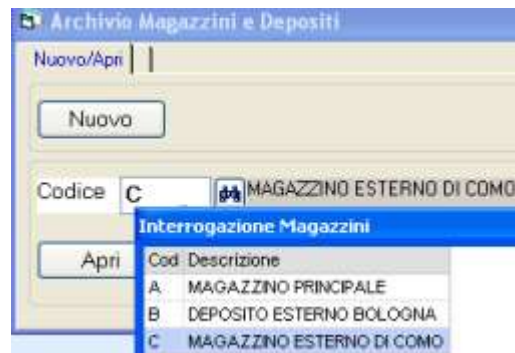 Archivio Magazzini e Depositi
Nuovo/Apri
Nuovo
Codice C MAGAZZINO ESTERNO DI COMO
Interrogazione Magazzini
Apri
Cod Descrizione
A MAGAZZINO PRINCIPALE
B DEPOSITO ESTERNO BOLOGNA
C MAGAZZINO ESTERNO DI COMO